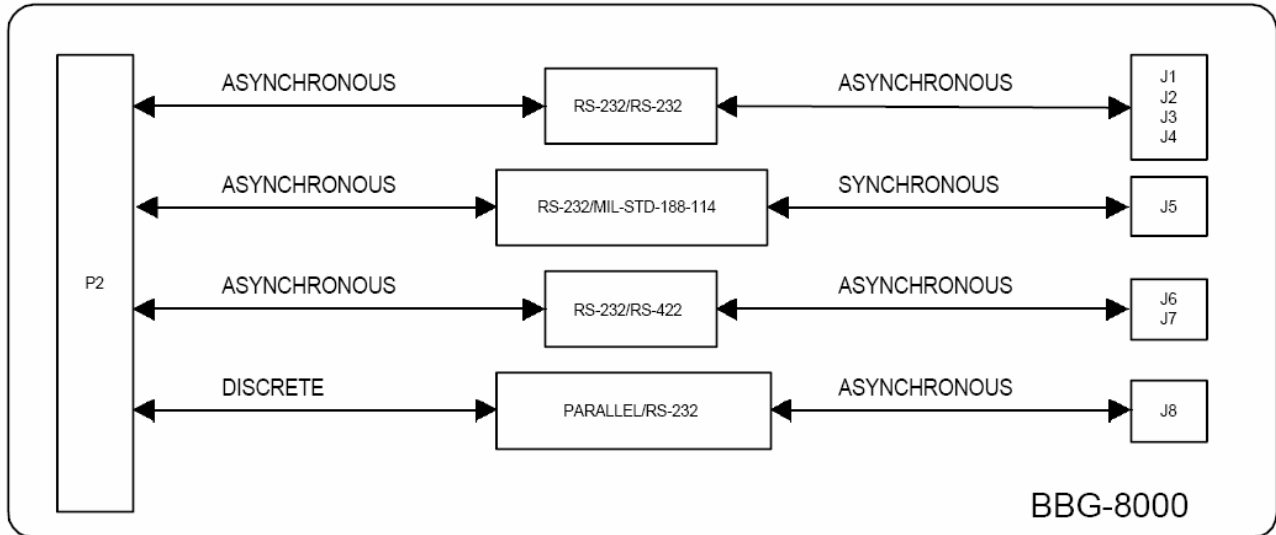 ASYNCHRONOUS
RS-232/RS-232
ASYNCHRONOUS
J1
J2
J3
J4
ASYNCHRONOUS
RS-232/MIL-STD-188-114
SYNCHRONOUS
J5
P2
ASYNCHRONOUS
RS-232/RS-422
ASYNCHRONOUS
J6
J7
DISCRETE
PARALLEL/RS-232
ASYNCHRONOUS
J8
BBG-8000